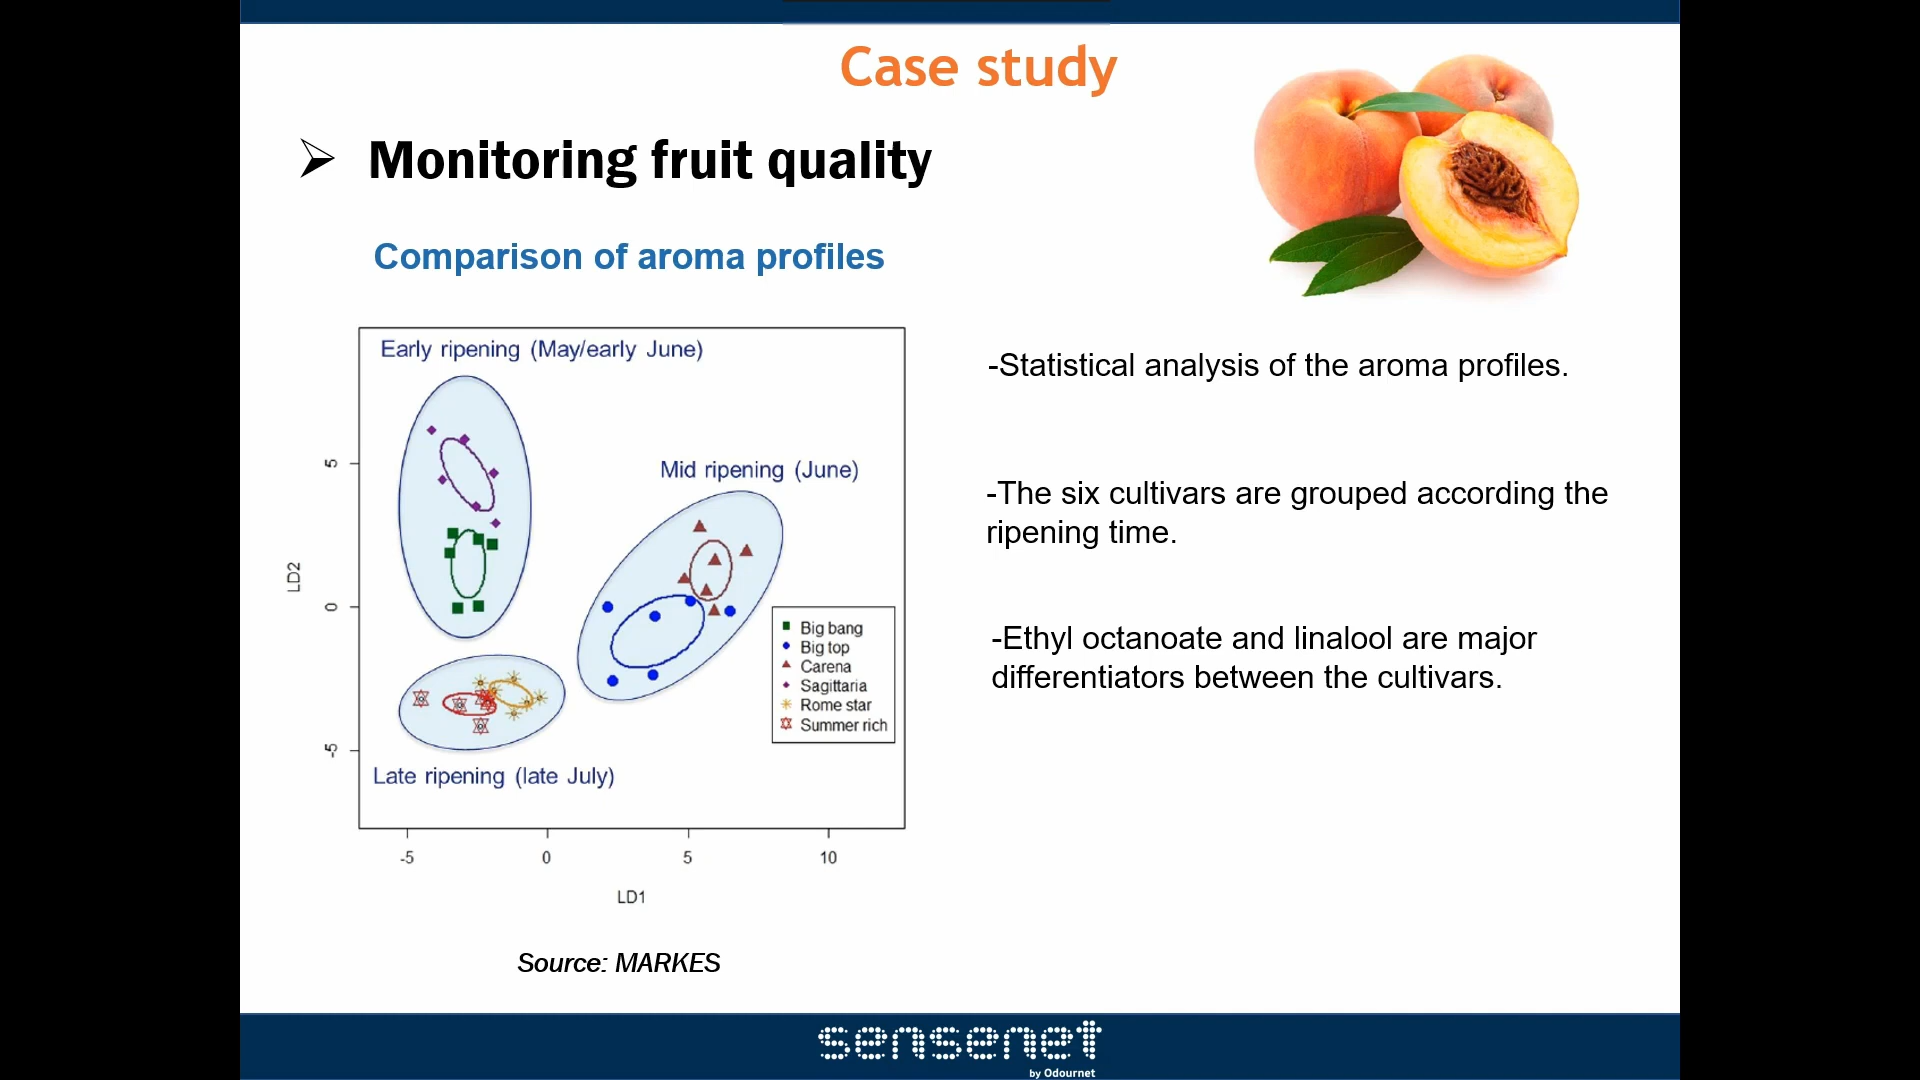 Case study
Monitoring fruit quality
Comparison of aroma profiles
Early ripening (May/early June)
Mid ripening (June)
Late ripening (late July)
LD2
5
0
-5
-5
0
5
10
LD1
Big bang
Big top
Carena
Sagittaria
Rome star
Summer rich
Source: MARKES
-Statistical analysis of the aroma profiles.
-The six cultivars are grouped according the
ripening time.
-Ethyl octanoate and linalool are major
differentiators between the cultivars.
sensenet
by Odournet